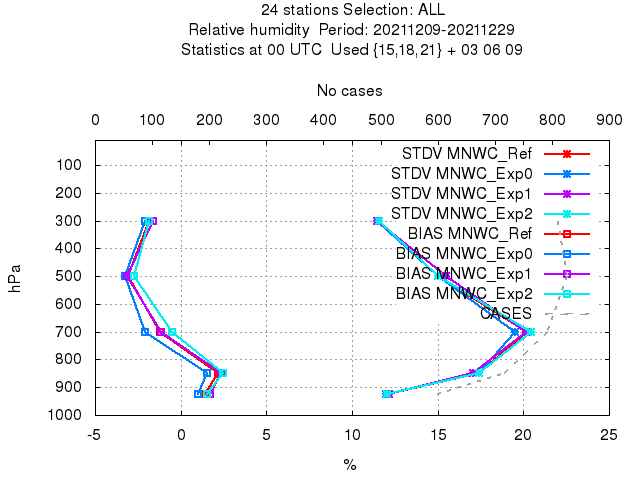 24 stations Selection: ALL
Relative humidity  Period: 20211209-20211229
Statistics at 00 UTC  Used {15,18,21} + 03 06 09
No cases
0 100 200 300 400 500 600 700 800 900
STDV MNWC_Ref
STDV MNWC_Exp0
STDV MNWC_Exp1
STDV MNWC_Exp2
BIAS MNWC_Ref
BIAS MNWC_Exp0
BIAS MNWC_Exp1
BIAS MNWC_Exp2
CASES
100
200
300
400
500
600
700
800
900
1000
hPa
-5 0 5 10 15 20 25
%